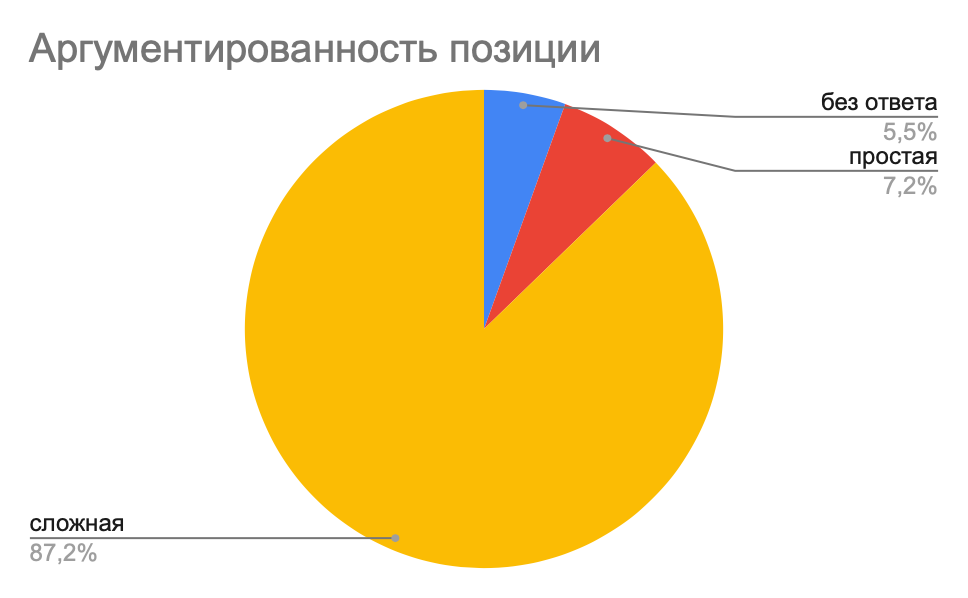 Аргументированность позиции
без ответа
5,5%
простая
7,2%
сложная
87,2%